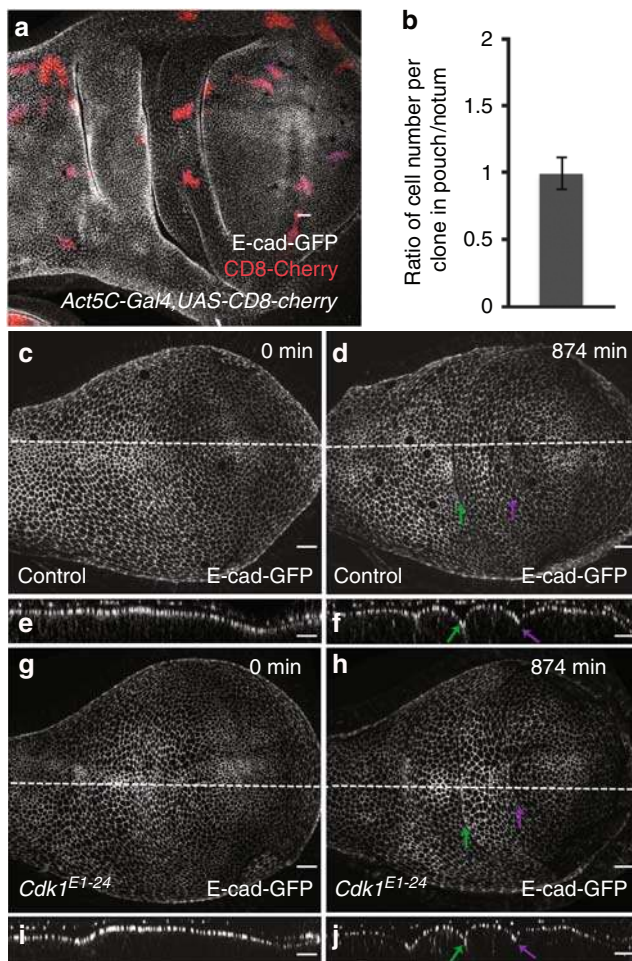 a
E-cad-GFP
CD8-Cherry
Act5C-Gal4,UAS-CD8-cherry
b
Ratio of cell number per
clone in pouch/notum
2
1.5
1
0.5
0
c
0 min
Control
E-cad-GFP
d
874 min
E-cad-GFP
e
f
g
0 min
Cdk1E1-24
E-cad-GFP
h
874 min
Cdk1E1-24
E-cad-GFP
i
j